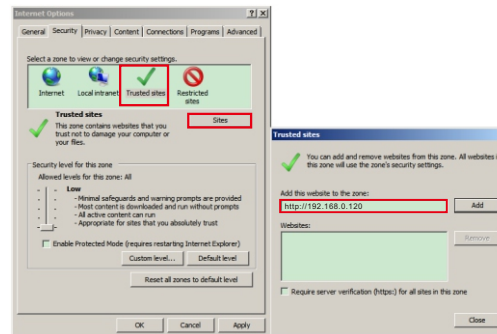 Internet Options
General Security Privacy Content Connections Programs Advanced
Select a zone to view or change security settings.
Internet Local intranet Trusted sites Restricted
sites
Trusted sites
This zone contains websites that you
trust not to damage your computer or
your files.
Sites
Security level for this zone
Allowed levels for this zone: All
Low
- Minimal safeguards and warning prompts are provided
- Most content is downloaded and run without prompts
- All active content can run
- Appropriate for sites that you absolutely trust
Enable Protected Mode (requires restarting Internet Explorer)
Custom level... Default level
Reset all zones to default level
OK Cancel Apply
Trusted sites
You can add and remove websites from this zone. All websites in
this zone will use the zone's security settings.
Add this website to the zone:
http://192.168.0.120 Add
Websites:
Remove
Require server verification (https:) for all sites in this zone
Close